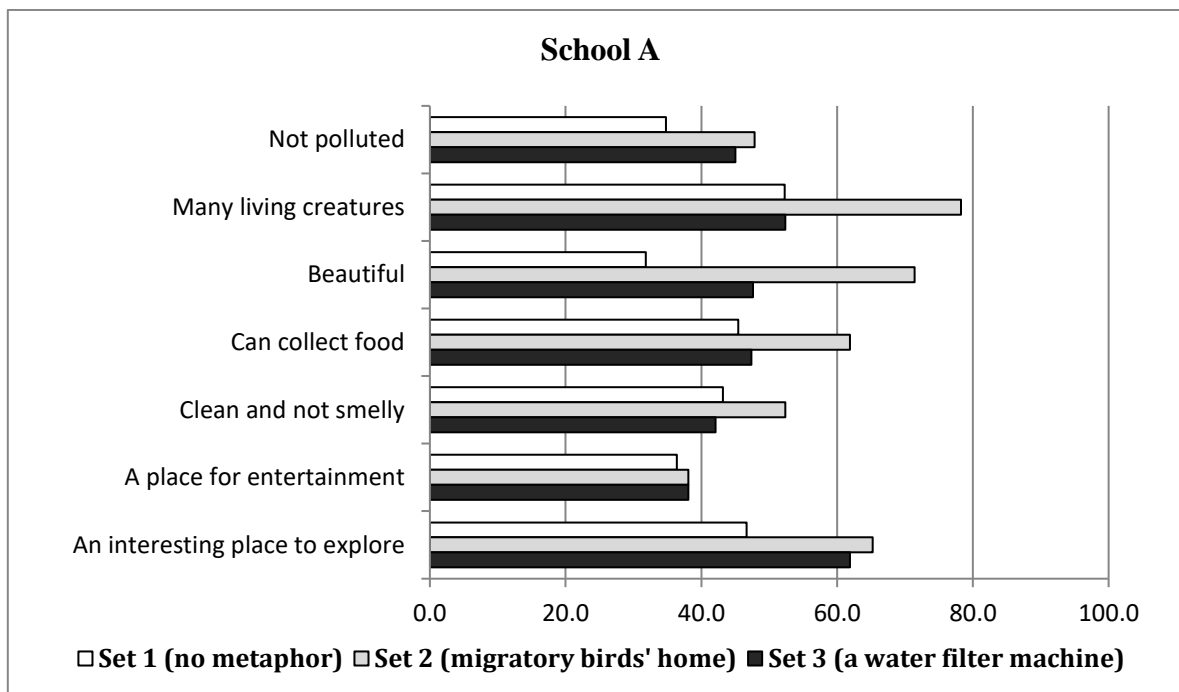 School A
Not polluted
Many living creatures
Beautiful
Can collect food
Clean and not smelly
A place for entertainment
An interesting place to explore
0.0 20.0 40.0 60.0 80.0 100.0
Set 1 (no metaphor) Set 2 (migratory birds' home) Set 3 (a water filter machine)